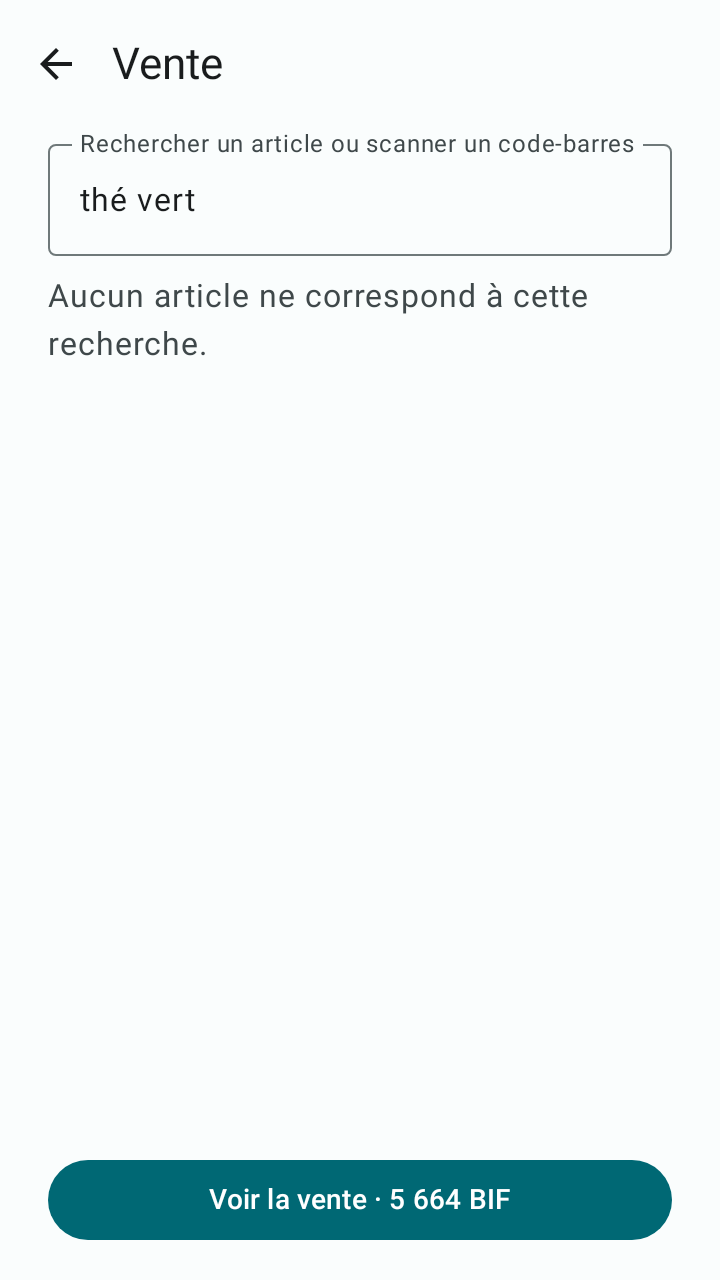 Vente
Rechercher un article ou scanner un code-barres
thé vert
Aucun article ne correspond à cette
recherche.
Voir la vente · 5 664 BIF